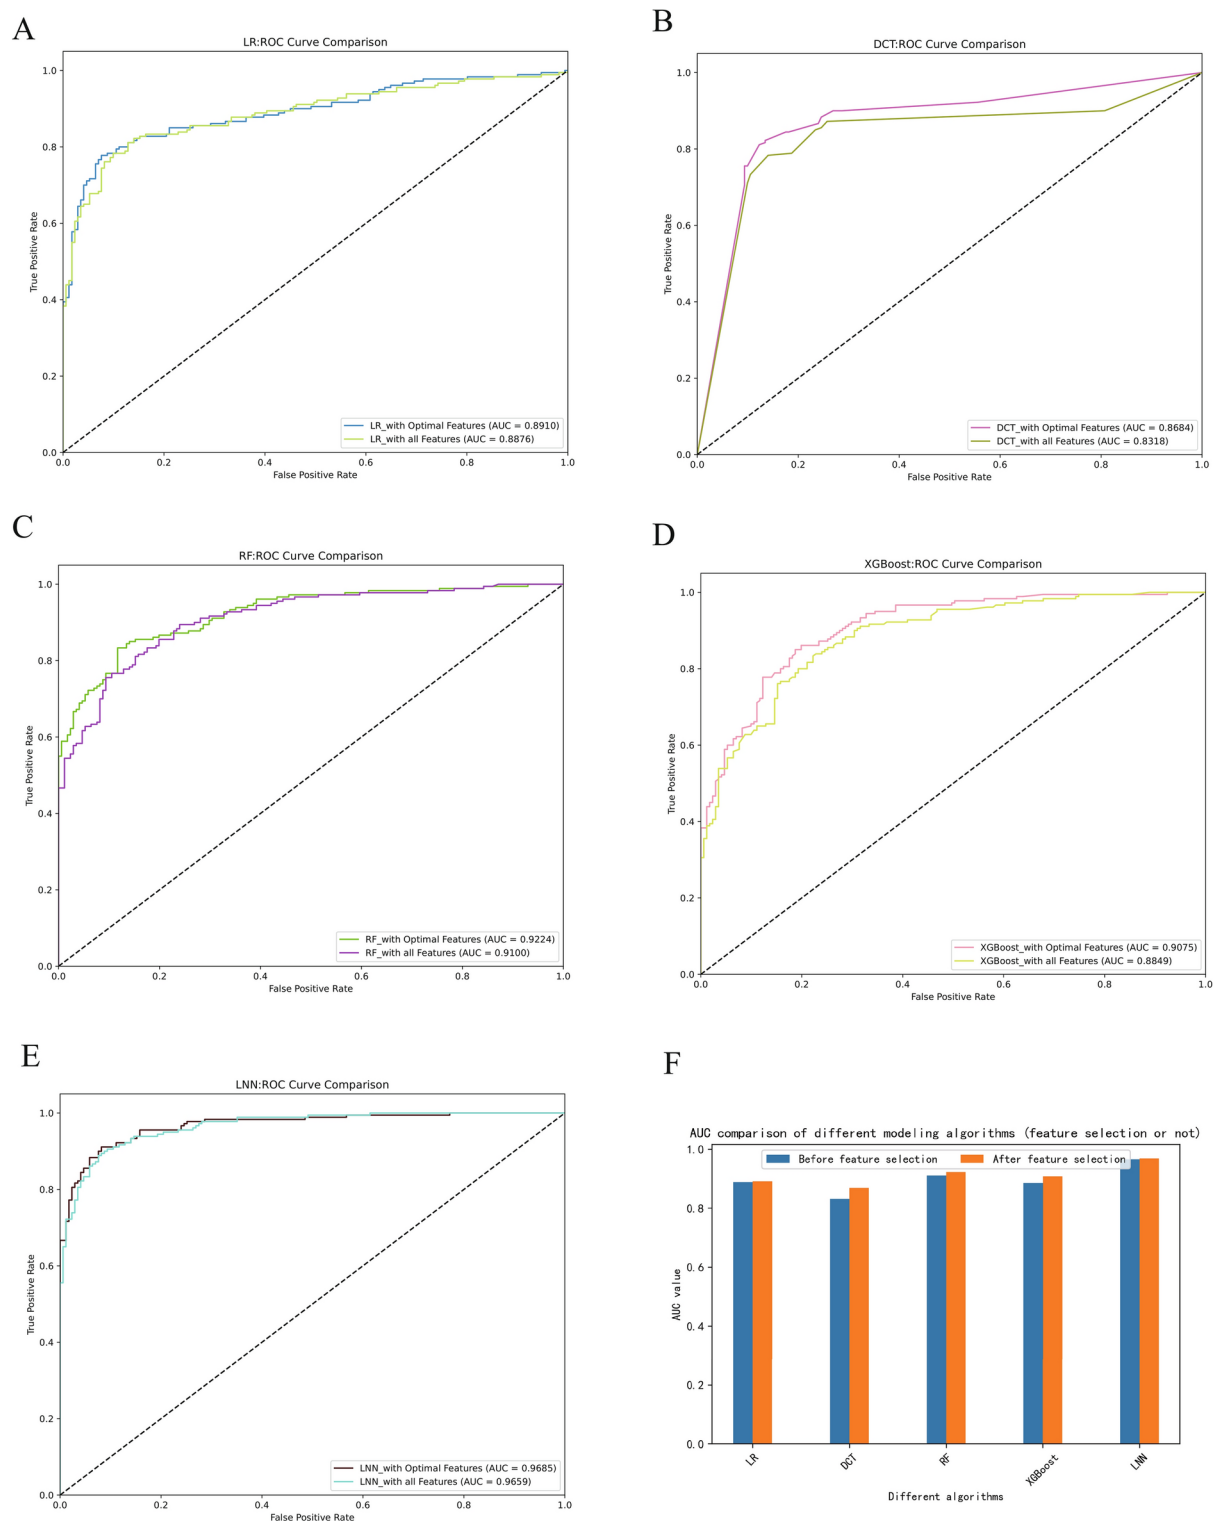 A
LR:ROC Curve Comparison
1.0
0.8
0.6
0.4
0.2
0.0
True Positive Rate
LR_with Optimal Features (AUC = 0.8910)
LR_with all Features (AUC = 0.8876)
0.0 0.2 0.4 0.6 0.8 1.0
False Positive Rate
B
DCT:ROC Curve Comparison
1.0
0.8
0.6
0.4
0.2
0.0
True Positive Rate
DCT_with Optimal Features (AUC = 0.8684)
DCT_with all Features (AUC = 0.8318)
0.0 0.2 0.4 0.6 0.8 1.0
False Positive Rate
C
RF:ROC Curve Comparison
1.0
0.8
0.6
0.4
0.2
0.0
True Positive Rate
RF_with Optimal Features (AUC = 0.9224)
RF_with all Features (AUC = 0.9100)
0.0 0.2 0.4 0.6 0.8 1.0
False Positive Rate
D
XGBoost:ROC Curve Comparison
1.0
0.8
0.6
0.4
0.2
0.0
True Positive Rate
XGBoost_with Optimal Features (AUC = 0.9075)
XGBoost_with all Features (AUC = 0.8849)
0.0 0.2 0.4 0.6 0.8 1.0
False Positive Rate
E
LNN:ROC Curve Comparison
1.0
0.8
0.6
0.4
0.2
0.0
True Positive Rate
LNN_with Optimal Features (AUC = 0.9685)
LNN_with all Features (AUC = 0.9659)
0.0 0.2 0.4 0.6 0.8 1.0
False Positive Rate
F
AUC comparison of different modeling algorithms (feature selection or not)
Before feature selection After feature selection
1.0
0.8
0.6
0.4
0.2
0.0
AUC value
LR DCT RF XGBoost LNN
Different algorithms